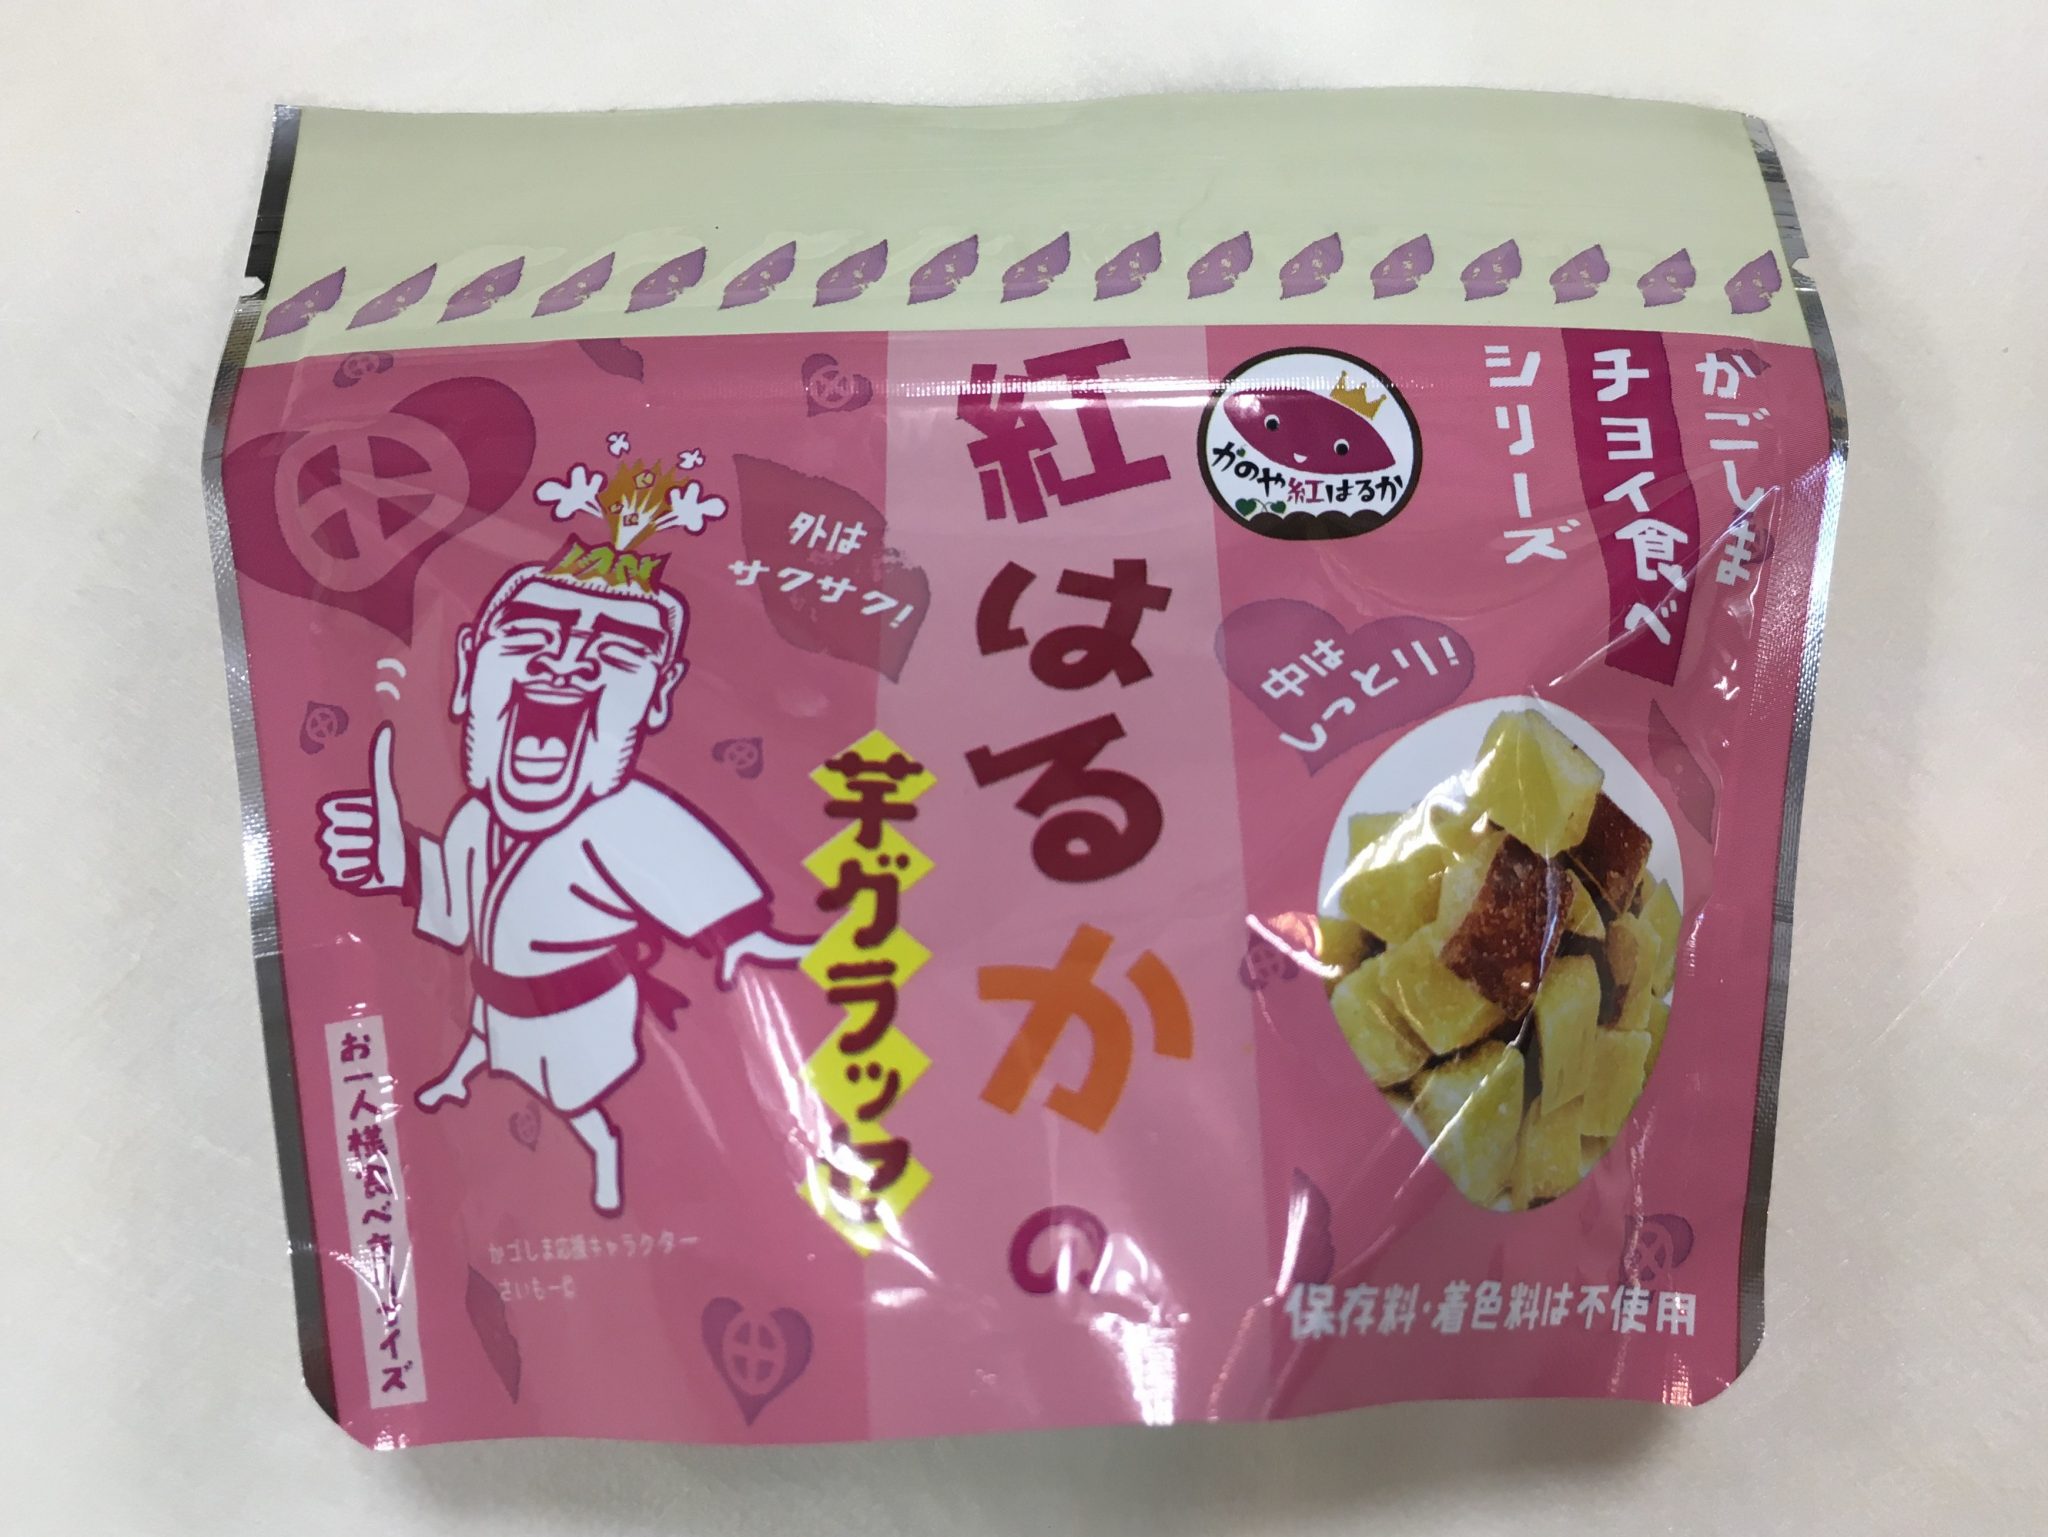 かごしま
チョイ食べ
シリーズ
かのや紅はるか
紅はるかの
芋グラッセ
外は
サクサク!
中は
しっとり!
お一人様食べきりサイズ
かゴしま応援キャラクター
さいもーど
保存料・着色料は不使用